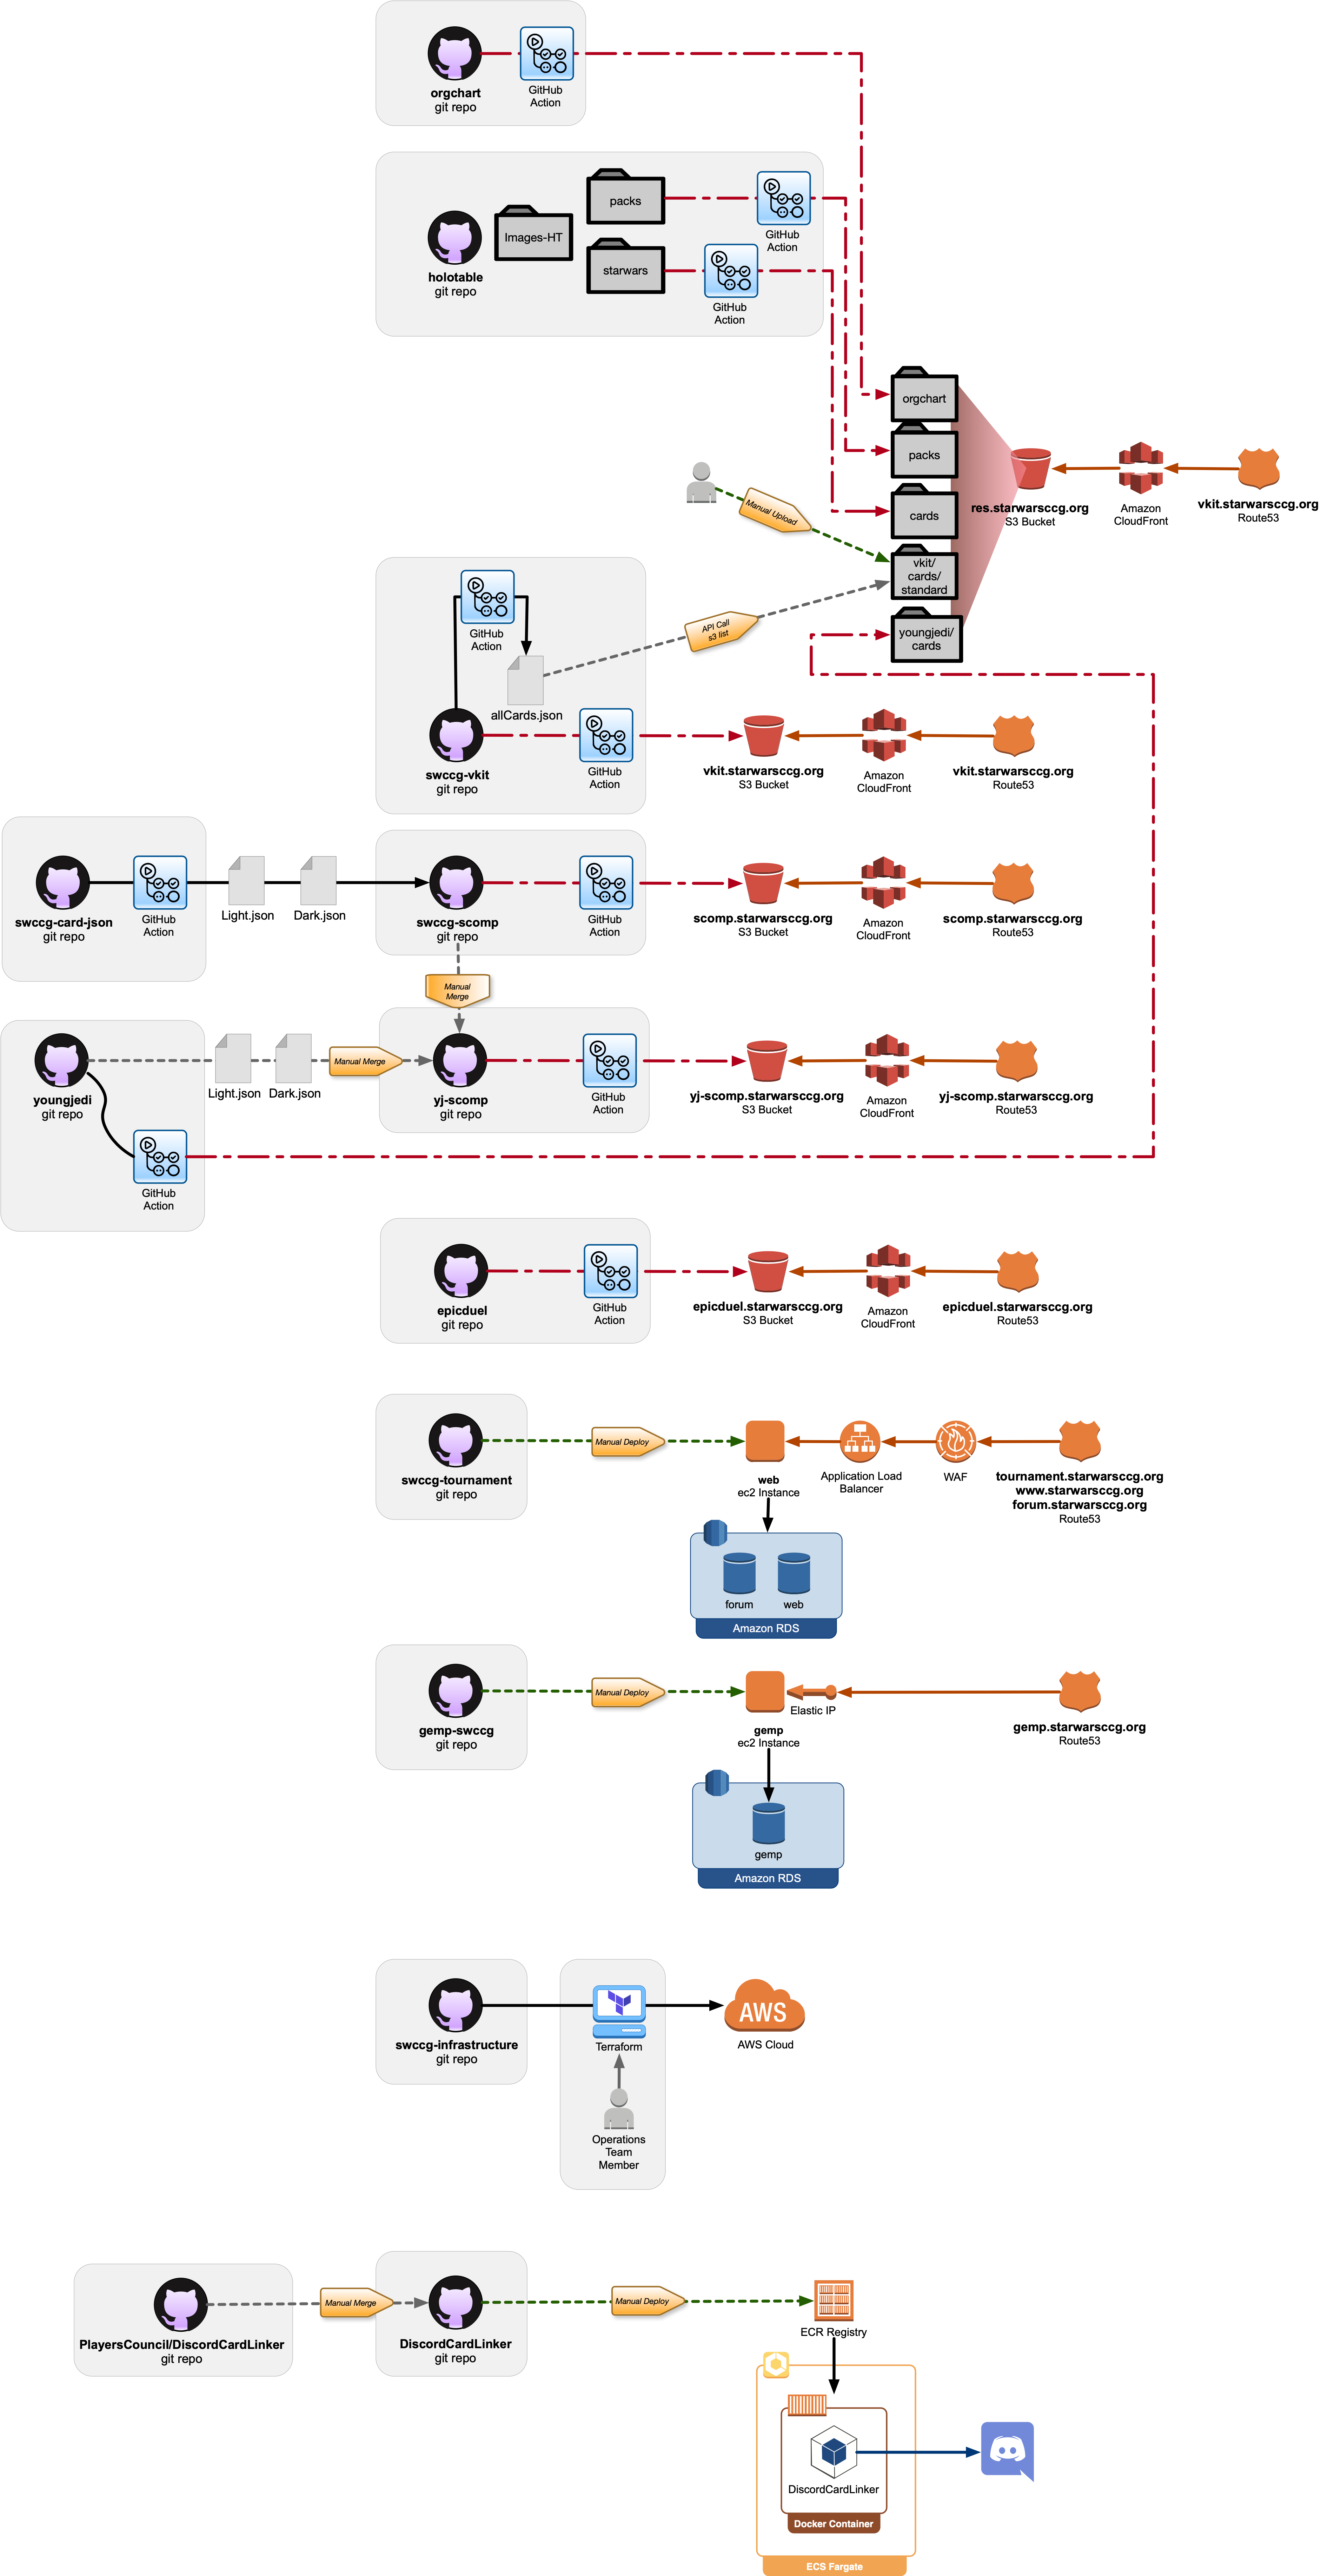 orgchart
git repo
GitHub
Action
packs
Images-HT
starwars
GitHub
Action
holotable
git repo
GitHub
Action
orgchart
packs
cards
vkit/
cards/
standard
youngjedi/
cards
res.starwarsccg.org
S3 Bucket
Amazon
CloudFront
vkit.starwarsccg.org
Route53
Manual Upload
API Call
s3 list
GitHub
Action
allCards.json
swccg-vkit
git repo
GitHub
Action
vkit.starwarsccg.org
S3 Bucket
Amazon
CloudFront
vkit.starwarsccg.org
Route53
swccg-card-json
git repo
GitHub
Action
Light.json
Dark.json
swccg-scomp
git repo
GitHub
Action
scomp.starwarsccg.org
S3 Bucket
Amazon
CloudFront
scomp.starwarsccg.org
Route53
Manual
Merge
youngjedi
git repo
Light.json
Dark.json
Manual Merge
yj-scomp
git repo
GitHub
Action
yj-scomp.starwarsccg.org
S3 Bucket
Amazon
CloudFront
yj-scomp.starwarsccg.org
Route53
GitHub
Action
epicduel
git repo
GitHub
Action
epicduel.starwarsccg.org
S3 Bucket
Amazon
CloudFront
epicduel.starwarsccg.org
Route53
swccg-tournament
git repo
Manual Deploy
web
ec2 Instance
Application Load
Balancer
WAF
tournament.starwarsccg.org
www.starwarsccg.org
forum.starwarsccg.org
Route53
forum
web
Amazon RDS
gemp-swccg
git repo
Manual Deploy
gemp
ec2 Instance
Elastic IP
gemp.starwarsccg.org
Route53
gemp
Amazon RDS
swccg-infrastructure
git repo
Terraform
AWS
AWS Cloud
Operations
Team
Member
PlayersCouncil/DiscordCardLinker
git repo
Manual Merge
DiscordCardLinker
git repo
Manual Deploy
ECR Registry
DiscordCardLinker
Docker Container
ECS Fargate